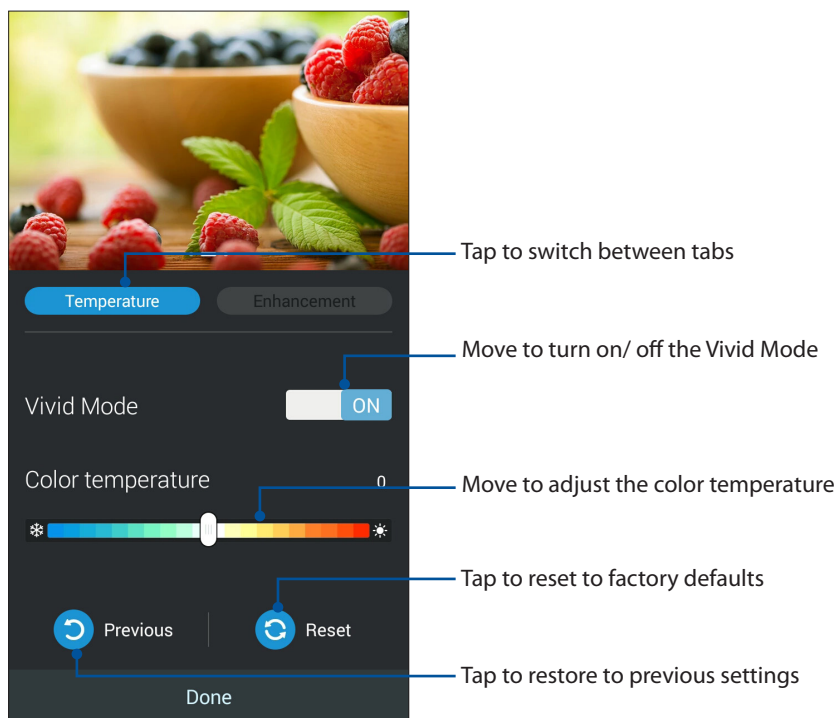 Tap to switch between tabs
Temperature
Enhancement
Move to turn on/ off the Vivid Mode
Vivid Mode
ON
Color temperature
0
Move to adjust the color temperature
Tap to reset to factory defaults
Previous
Reset
Tap to restore to previous settings
Done